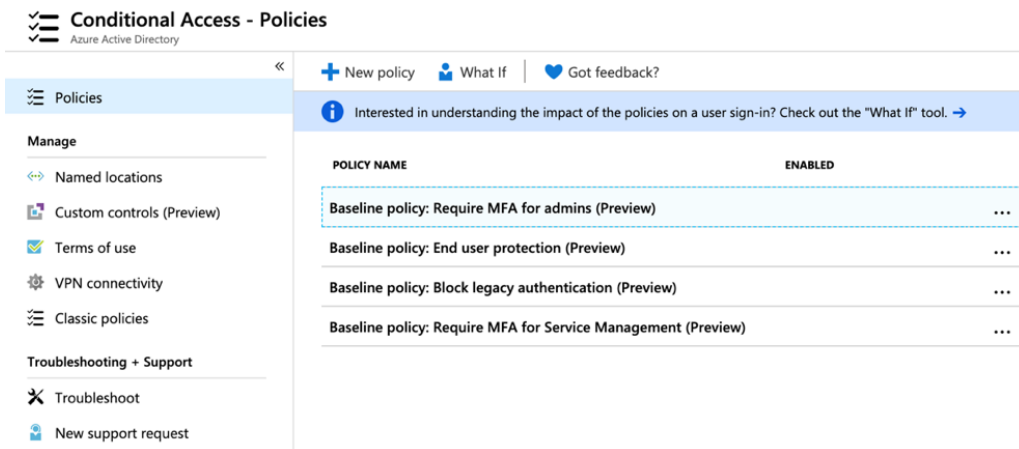 Conditional Access - Policies
Azure Active Directory
«
Policies
Manage
Named locations
Custom controls (Preview)
Terms of use
VPN connectivity
Classic policies
Troubleshooting + Support
Troubleshoot
New support request
New policy What If Got feedback?
Interested in understanding the impact of the policies on a user sign-in? Check out the "What If" tool. →
POLICY NAME ENABLED
Baseline policy: Require MFA for admins (Preview) ...
Baseline policy: End user protection (Preview) ...
Baseline policy: Block legacy authentication (Preview) ...
Baseline policy: Require MFA for Service Management (Preview) ...